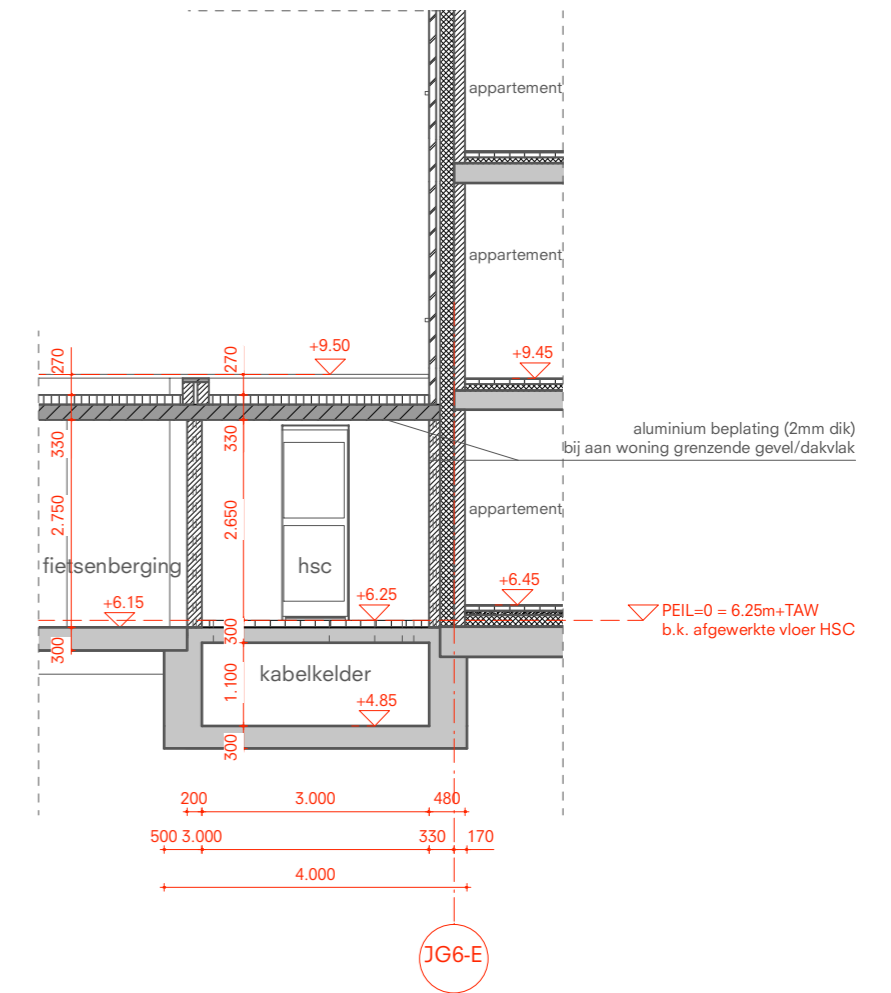 appartement
appartement
+9.50
+9.45
270
270
aluminium beplating (2mm dik)
bij aan woning grenzende gevel/dakvlak
330
330
2.750
2.650
appartement
fietsenberging
hsc
+6.15
+6.25
+6.45
PEIL=0 = 6.25m+TAW
b.k. afgewerkte vloer HSC
300
300
kabelkelder
1.100
+4.85
300
200
3.000
480
500
3.000
330
170
4.000
JG6-E